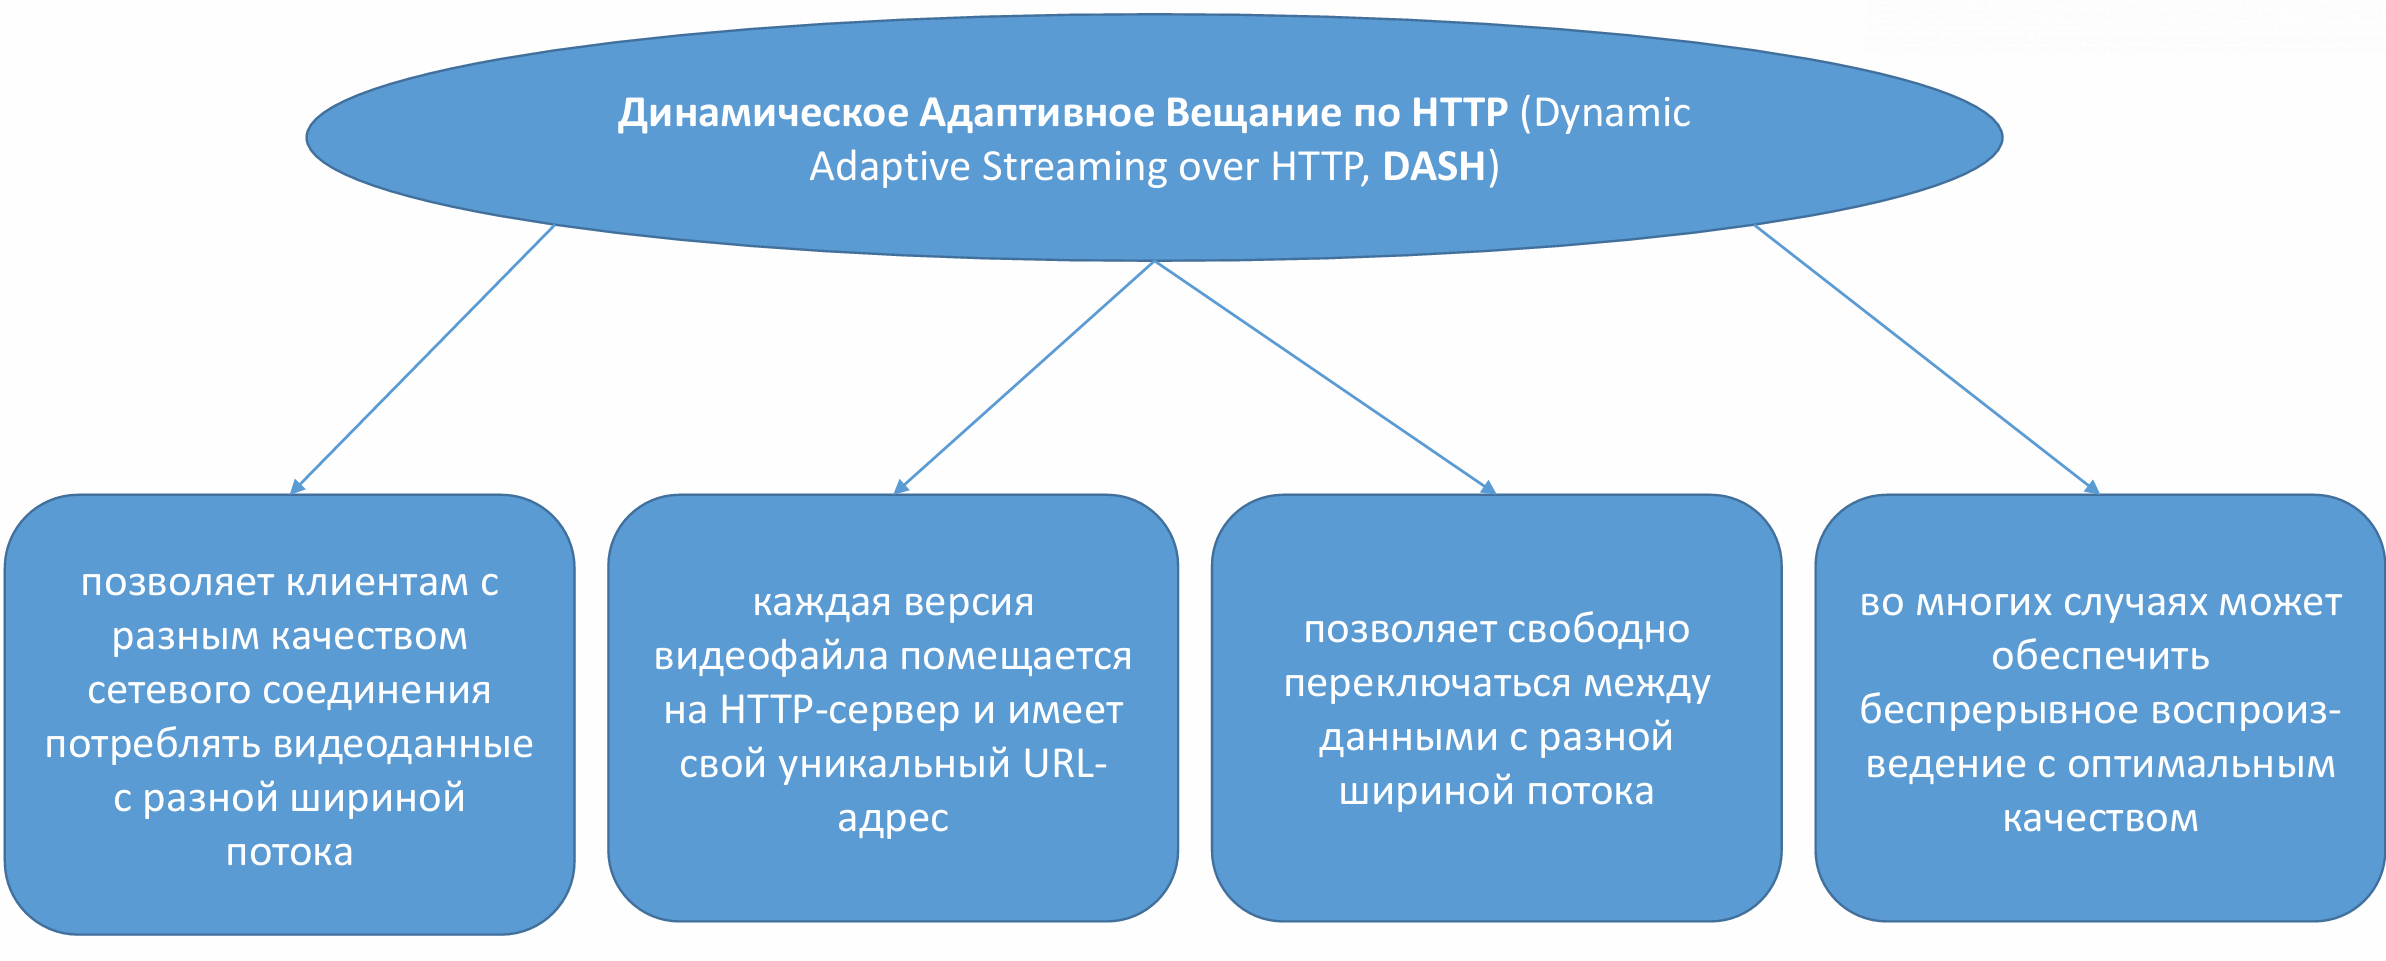 Динамическое Адаптивное Вещание по HTTP (Dynamic
Adaptive Streaming over HTTP, DASH)
позволяет клиентам с
разным качеством
сетевого соединения
потреблять видеоданные
с разной шириной
потока
каждая версия
видеофайла помещается
на HTTP-сервер и имеет
свой уникальный URL-
адрес
позволяет свободно
переключаться между
данными с разной
шириной потока
во многих случаях может
обеспечить
беспрерывное воспроиз-
ведение с оптимальным
качеством